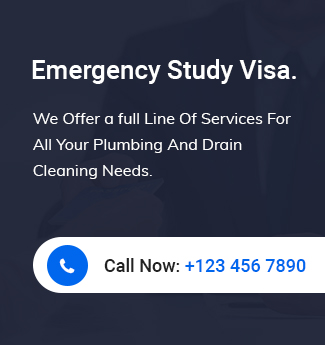 Emergency Study Visa.
We Offer a full Line Of Services For
All Your Plumbing And Drain
Cleaning Needs.
Call Now: +123 456 7890